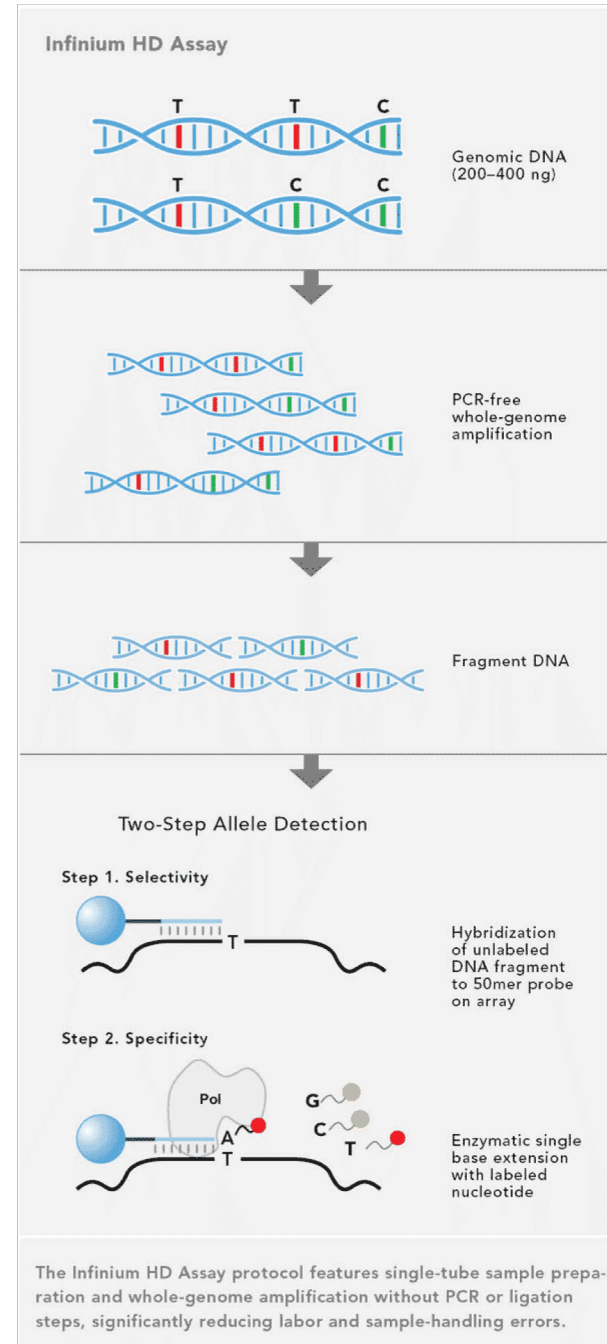 Infinium HD Assay
T T C
T C C
Genomic DNA
(200–400 ng)
PCR-free
whole-genome
amplification
Fragment DNA
Two-Step Allele Detection
Step 1. Selectivity
T
Hybridization
of unlabeled
DNA fragment
to 50mer probe
on array
Step 2. Specificity
Pol
A
T
G
C
T
Enzymatic single
base extension
with labeled
nucleotide
The Infinium HD Assay protocol features single-tube sample prepa-
ration and whole-genome amplification without PCR or ligation
steps, significantly reducing labor and sample-handling errors.